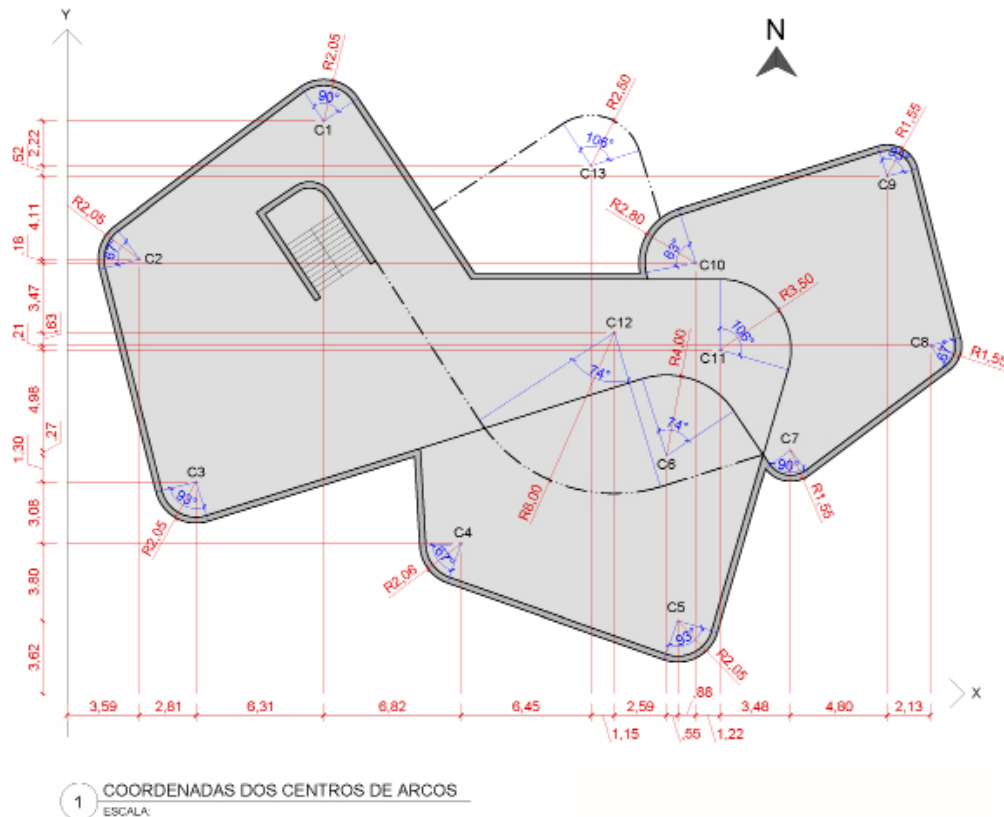 Y
N
R2,05
90°
C1
R2,50
106°
C13
R1,55
93°
C9
2,22
,52
4,11
,18
3,47
,63
,21
4,98
,27
1,30
3,08
3,80
3,62
R2,05
67°
C2
R2,80
83°
C10
R3,50
106°
C11
C12
74°
R4,00
74°
C6
C8
67°
R1,55
C7
90°
R1,55
C3
93°
R2,05
R8,00
C4
67°
R2,06
C5
93°
R2,05
X
3,59
2,81
6,31
6,82
6,45
1,15
2,59
,55
,88
1,22
3,48
4,80
2,13
1
COORDENADAS DOS CENTROS DE ARCOS
ESCALA: